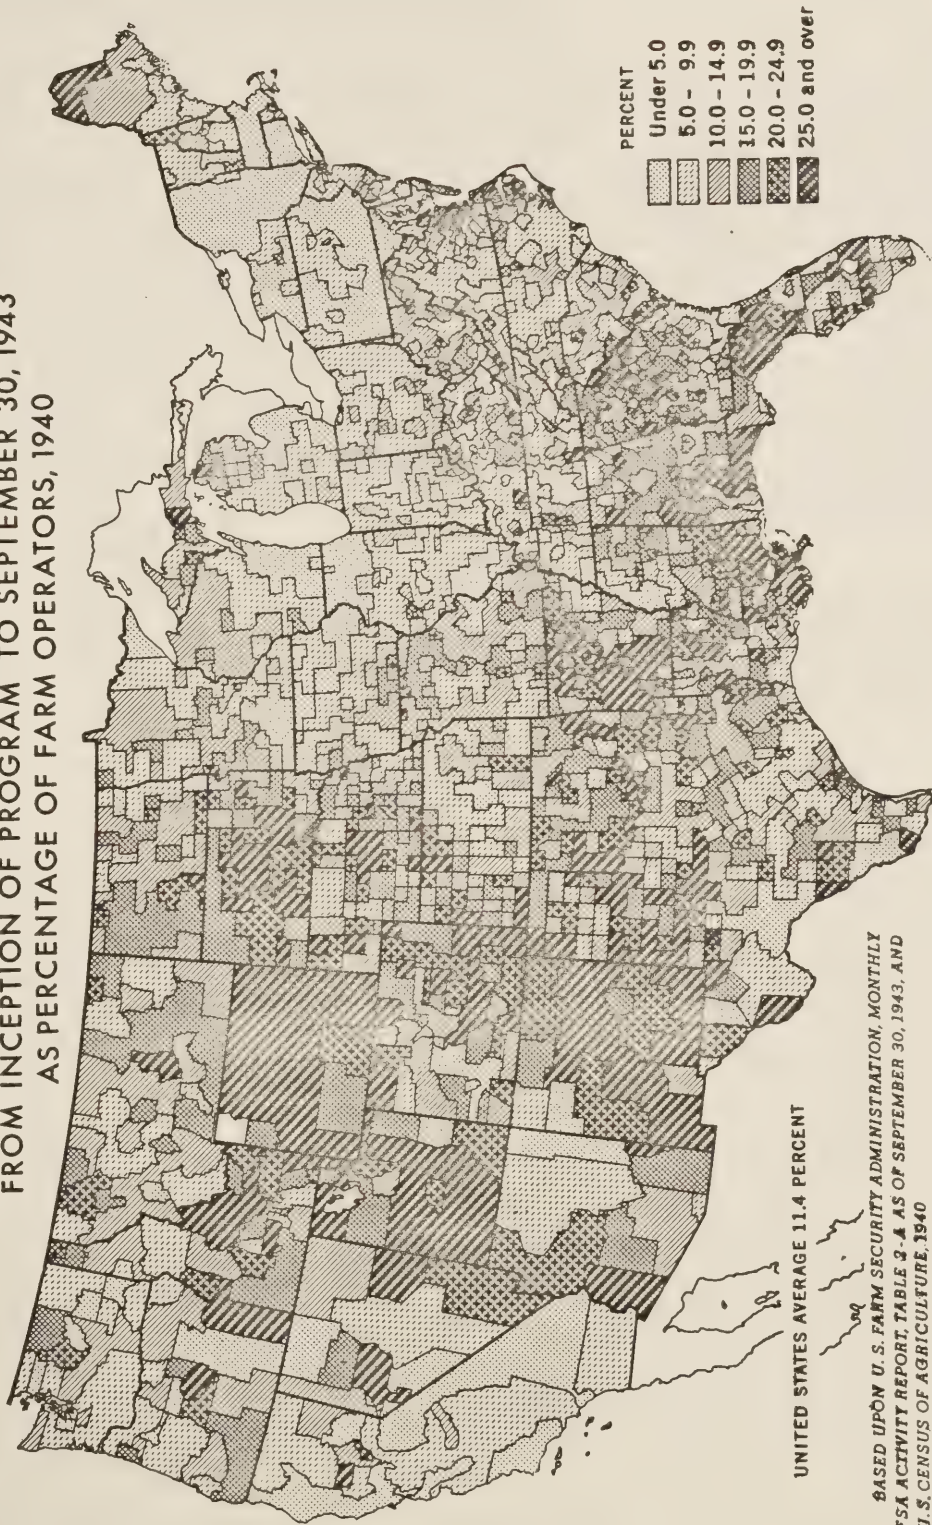 FROM INCEPTION OF PROGRAM TO SEPTEMBER 30, 1943
AS PERCENTAGE OF FARM OPERATORS, 1940
PERCENT
Under 5.0
5.0 - 9.9
10.0 - 14.9
15.0 - 19.9
20.0 - 24.9
25.0 and over
UNITED STATES AVERAGE 11.4 PERCENT
BASED UPON U. S. FARM SECURITY ADMINISTRATION, MONTHLY
FSA ACTIVITY REPORT, TABLE 2-A AS OF SEPTEMBER 30, 1943, AND
U. S. CENSUS OF AGRICULTURE, 1940